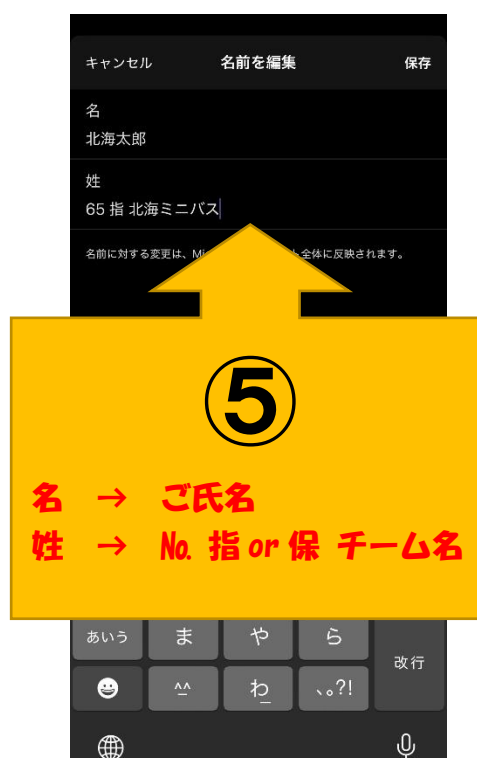 キャンセル 名前を編集 保存
名
北海太郎
姓
65 指 北海ミニバス
名前に対する変更は、Mi
ト全体に反映されます。
⑤
名 → ご氏名
姓 → No. 指 or 保 チーム名
あいう ま や ら
改行
^^ わ 、。?!